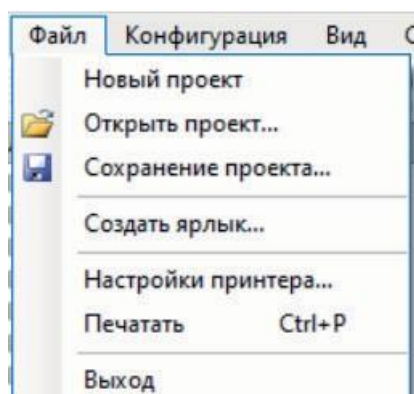 Файл Конфигурация Вид
Новый проект
Открыть проект...
Сохранение проекта...
Создать ярлык...
Настройки принтера...
Печатать Ctrl+P
Выход